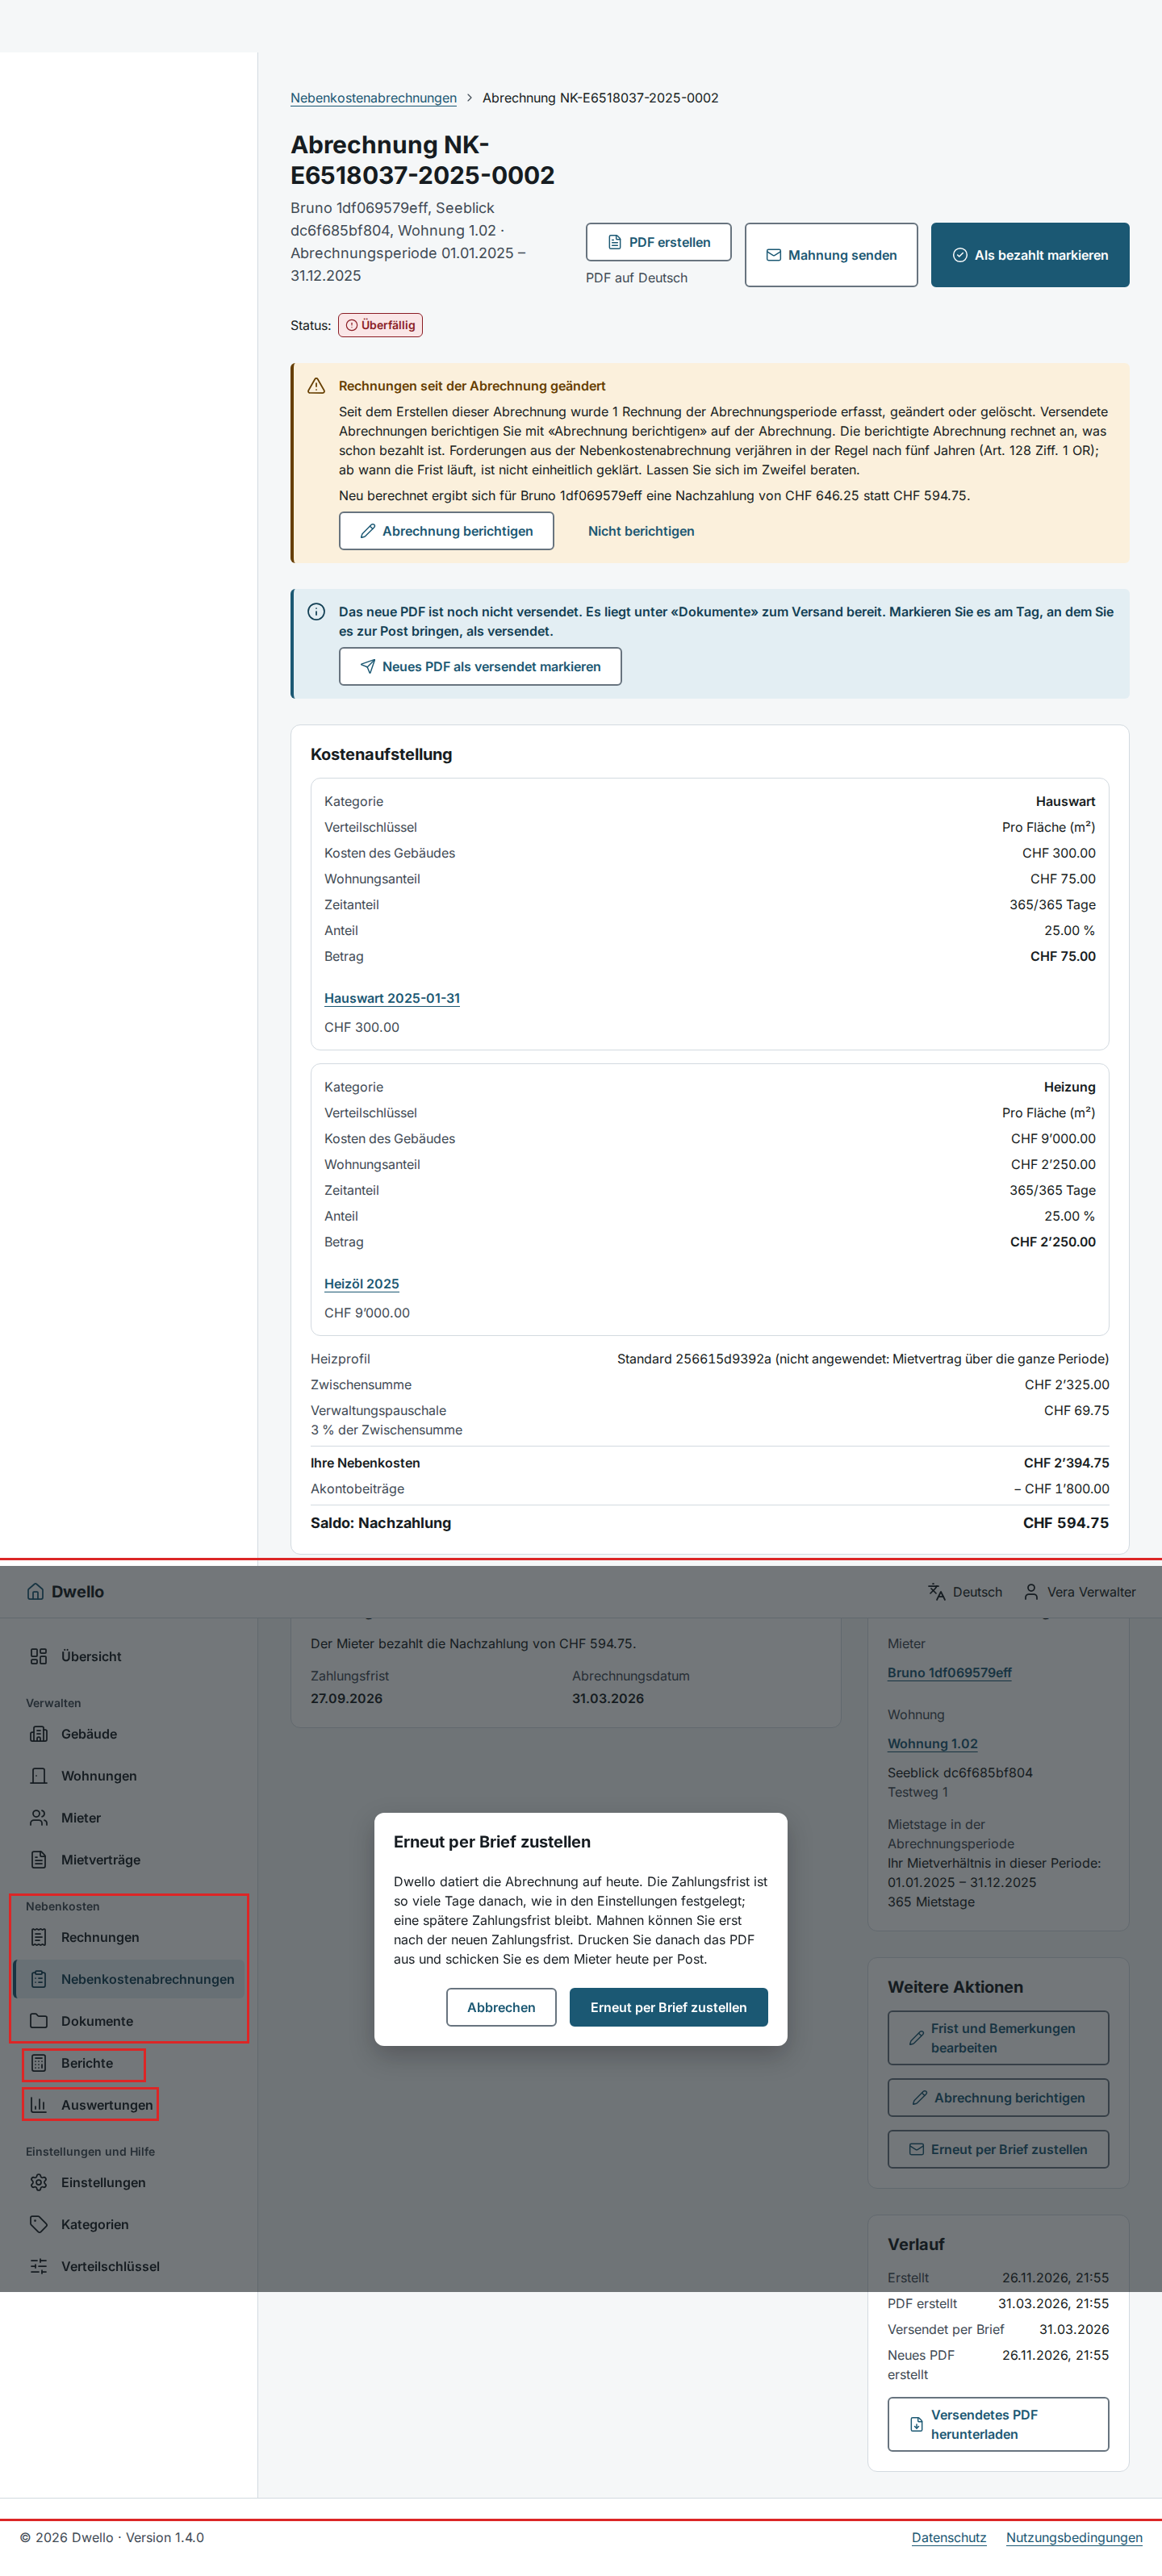 Nebenkostenabrechnungen > Abrechnung NK-E6518037-2025-0002
Abrechnung NK-
E6518037-2025-0002
Bruno 1df069579eff, Seeblick
dc6f685bf804, Wohnung 1.02 ·
Abrechnungsperiode 01.01.2025 –
31.12.2025
PDF erstellen
PDF auf Deutsch
Mahnung senden
Als bezahlt markieren
Status: Überfällig
Rechnungen seit der Abrechnung geändert
Seit dem Erstellen dieser Abrechnung wurde 1 Rechnung der Abrechnungsperiode erfasst, geändert oder gelöscht. Versendete
Abrechnungen berichtigen Sie mit «Abrechnung berichtigen» auf der Abrechnung. Die berichtigte Abrechnung rechnet an, was
schon bezahlt ist. Forderungen aus der Nebenkostenabrechnung verjähren in der Regel nach fünf Jahren (Art. 128 Ziff. 1 OR);
ab wann die Frist läuft, ist nicht einheitlich geklärt. Lassen Sie sich im Zweifel beraten.
Neu berechnet ergibt sich für Bruno 1df069579eff eine Nachzahlung von CHF 646.25 statt CHF 594.75.
Abrechnung berichtigen
Nicht berichtigen
Das neue PDF ist noch nicht versendet. Es liegt unter «Dokumente» zum Versand bereit. Markieren Sie es am Tag, an dem Sie
es zur Post bringen, als versendet.
Neues PDF als versendet markieren
Kostenaufstellung
Kategorie Hauswart
Verteilschlüssel Pro Fläche (m²)
Kosten des Gebäudes CHF 300.00
Wohnungsanteil CHF 75.00
Zeitanteil 365/365 Tage
Anteil 25.00 %
Betrag CHF 75.00
Hauswart 2025-01-31
CHF 300.00
Kategorie Heizung
Verteilschlüssel Pro Fläche (m²)
Kosten des Gebäudes CHF 9’000.00
Wohnungsanteil CHF 2’250.00
Zeitanteil 365/365 Tage
Anteil 25.00 %
Betrag CHF 2’250.00
Heizöl 2025
CHF 9’000.00
Heizprofil Standard 256615d9392a (nicht angewendet: Mietvertrag über die ganze Periode)
Zwischensumme CHF 2’325.00
Verwaltungspauschale CHF 69.75
3 % der Zwischensumme
Ihre Nebenkosten CHF 2’394.75
Akontobeiträge – CHF 1’800.00
Saldo: Nachzahlung CHF 594.75
Dwello
Deutsch
Vera Verwalter
Übersicht
Verwalten
Gebäude
Wohnungen
Mieter
Mietverträge
Nebenkosten
Rechnungen
Nebenkostenabrechnungen
Dokumente
Berichte
Auswertungen
Einstellungen und Hilfe
Einstellungen
Kategorien
Verteilschlüssel
Der Mieter bezahlt die Nachzahlung von CHF 594.75.
Zahlungsfrist Abrechnungsdatum
27.09.2026 31.03.2026
Erneut per Brief zustellen
Dwello datiert die Abrechnung auf heute. Die Zahlungsfrist ist
so viele Tage danach, wie in den Einstellungen festgelegt;
eine spätere Zahlungsfrist bleibt. Mahnen können Sie erst
nach der neuen Zahlungsfrist. Drucken Sie danach das PDF
aus und schicken Sie es dem Mieter heute per Post.
Abbrechen
Erneut per Brief zustellen
Mieter
Bruno 1df069579eff
Wohnung
Wohnung 1.02
Seeblick dc6f685bf804
Testweg 1
Mietstage in der
Abrechnungsperiode
Ihr Mietverhältnis in dieser Periode:
01.01.2025 – 31.12.2025
365 Mietstage
Weitere Aktionen
Frist und Bemerkungen
bearbeiten
Abrechnung berichtigen
Erneut per Brief zustellen
Verlauf
Erstellt 26.11.2026, 21:55
PDF erstellt 31.03.2026, 21:55
Versendet per Brief 31.03.2026
Neues PDF 26.11.2026, 21:55
erstellt
Versendetes PDF
herunterladen
© 2026 Dwello · Version 1.4.0
Datenschutz
Nutzungsbedingungen